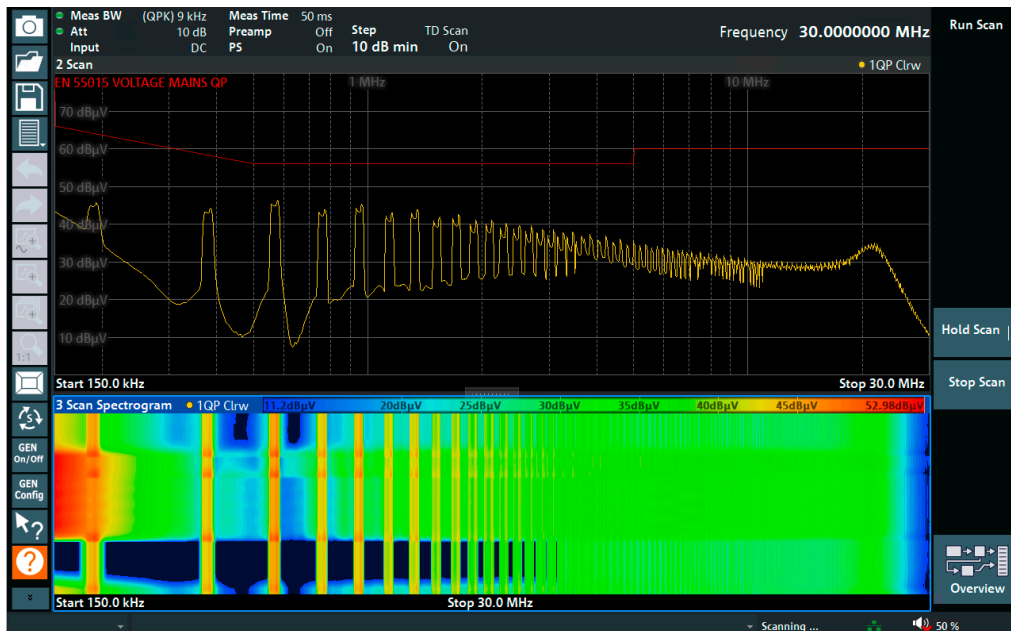 Meas BW (QPK) 9 kHz Meas Time 50 ms
Att 10 dB Preamp Off Step TD Scan
Input DC PS On 10 dB min On
Frequency 30.0000000 MHz
Run Scan
2 Scan 1QP Clrw
EN 55015 VOLTAGE MAINS QP 1 MHz 10 MHz
70 dBµV
60 dBµV
50 dBµV
40 dBµV
30 dBµV
20 dBµV
10 dBµV
1:1
Hold Scan
Start 150.0 kHz Stop 30.0 MHz
Stop Scan
3 Scan Spectrogram 1QP Clrw 11.2dBµV 20dBµV 25dBµV 30dBµV 35dBµV 40dBµV 45dBµV 52.98dBµV
S
GEN
On/Off
GEN
Config
?
?
Overview
Start 150.0 kHz Stop 30.0 MHz
Scanning ... 50 %